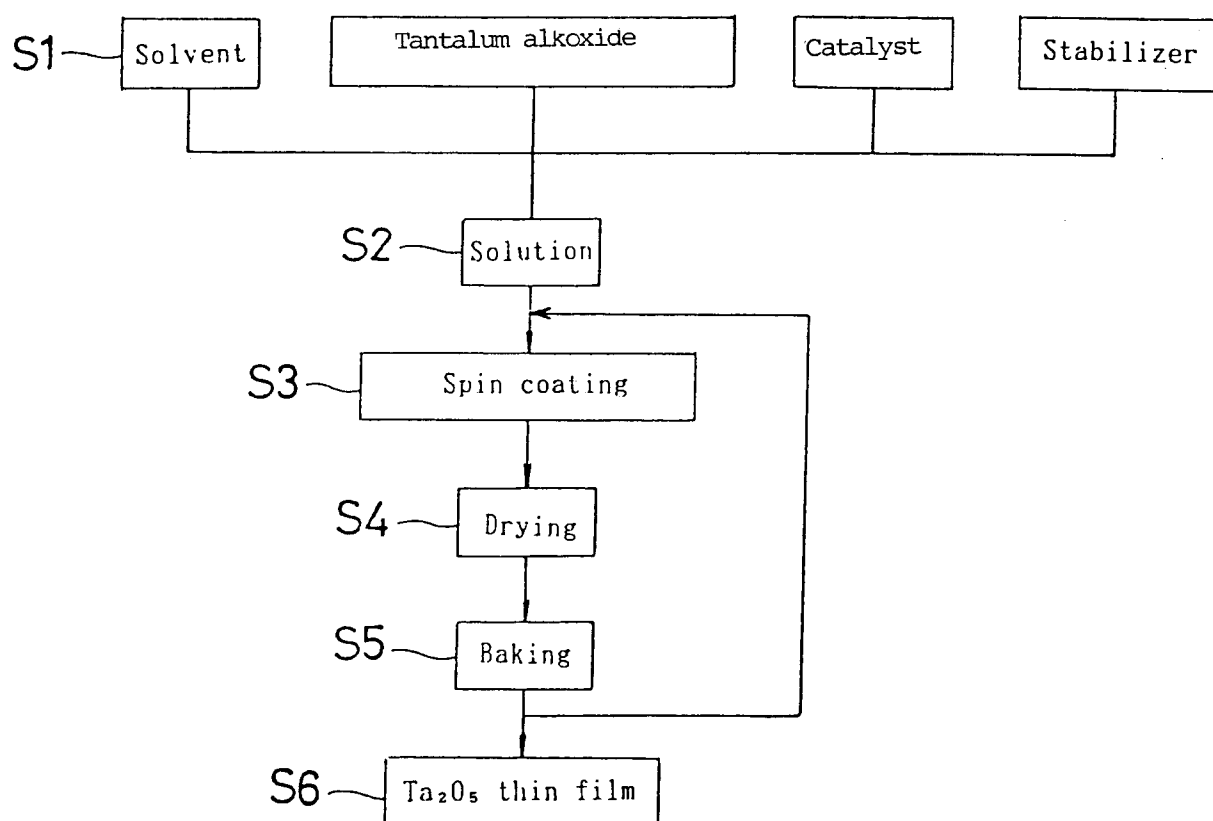 S1
Solvent
Tantalum alkoxide
Catalyst
Stabilizer
S2
Solution
S3
Spin coating
S4
Drying
S5
Baking
S6
Ta₂O₅ thin film